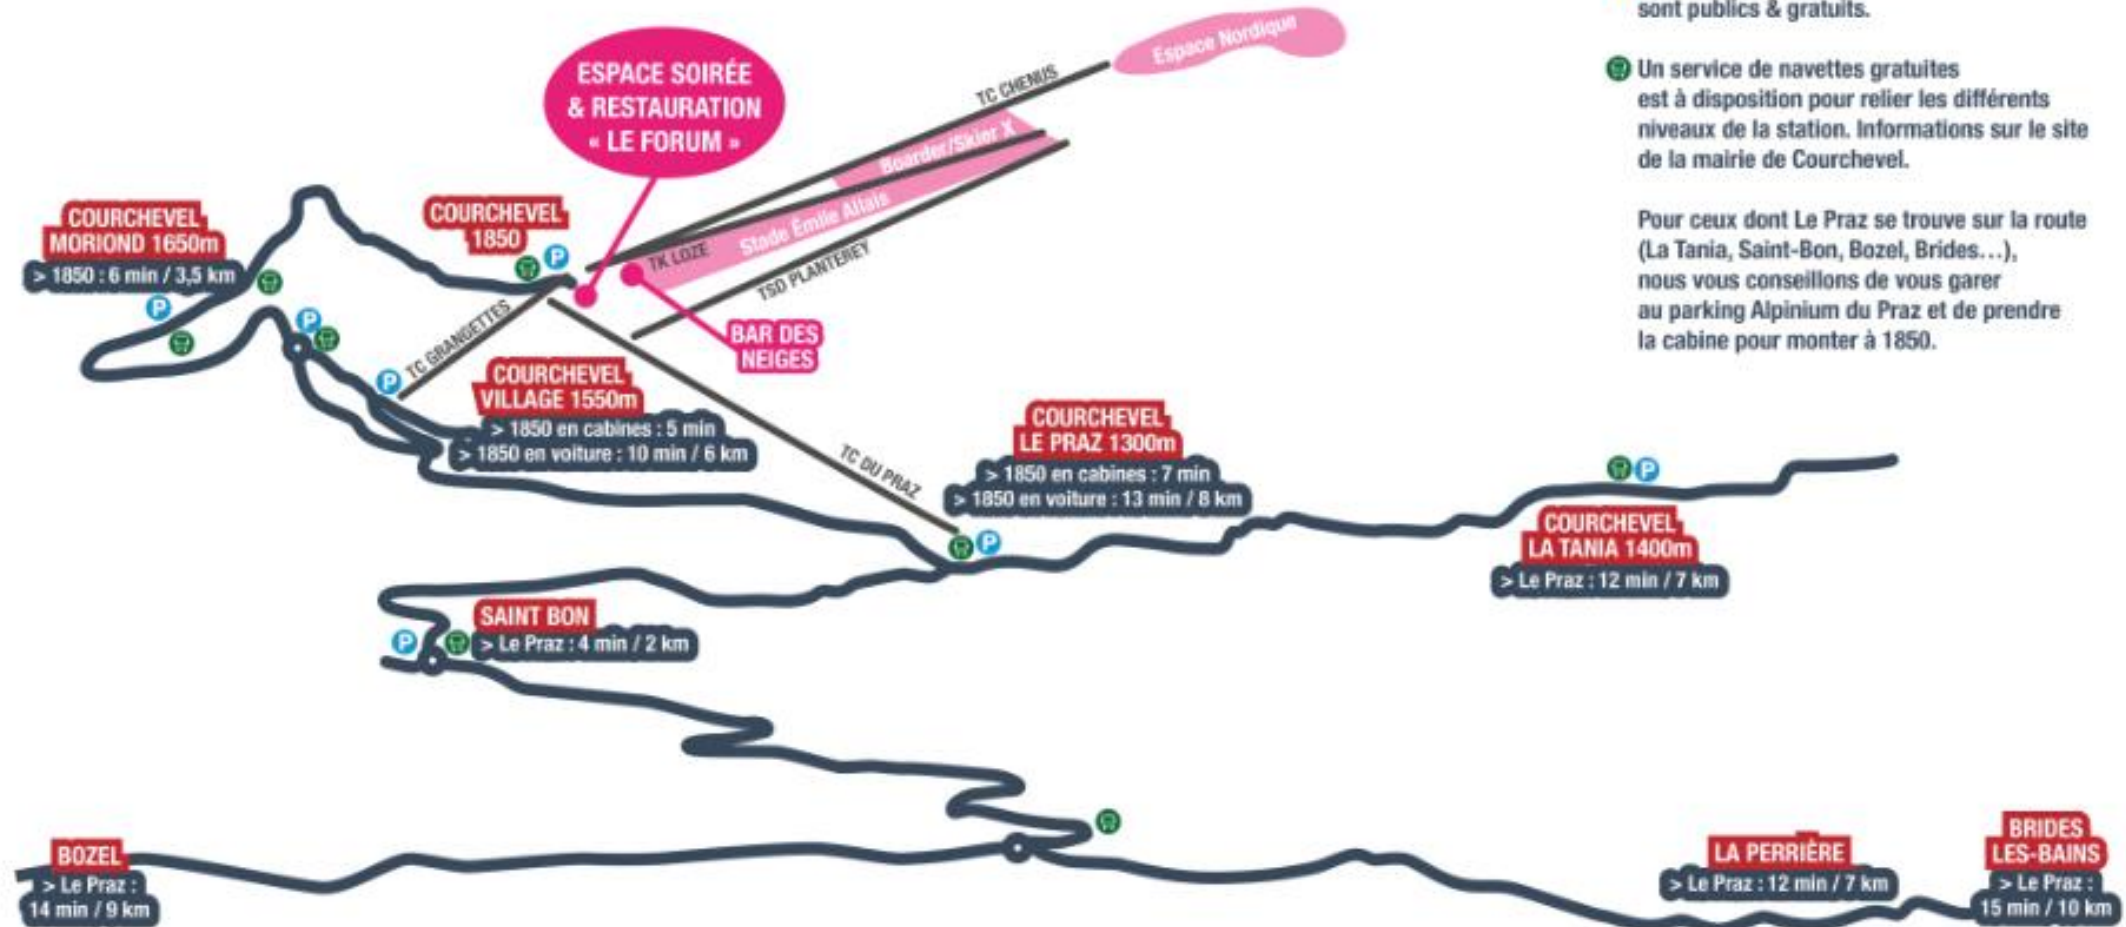 sont publics & gratuits.
Un service de navettes gratuites
est à disposition pour relier les différents
niveaux de la station. Informations sur le site
de la mairie de Courchevel.
Pour ceux dont Le Praz se trouve sur la route
(La Tania, Saint-Bon, Bozel, Brides…),
nous vous conseillons de vous garer
au parking Alpinium du Praz et de prendre
la cabine pour monter à 1850.
Espace Nordique
TC CHENUS
ESPACE SOIRÉE
& RESTAURATION
« LE FORUM »
Boarder/Skier X
Stade Émile Allais
TK LOZE
TSD PLANTEREY
COURCHEVEL
MORIOND 1650m
> 1850 : 6 min / 3,5 km
COURCHEVEL
1850
P
P
P
P
TC GRANGETTES
BAR DES
NEIGES
COURCHEVEL
VILLAGE 1550m
> 1850 en cabines : 5 min
> 1850 en voiture : 10 min / 6 km
TC DU PRAZ
COURCHEVEL
LE PRAZ 1300m
> 1850 en cabines : 7 min
> 1850 en voiture : 13 min / 8 km
P
P
COURCHEVEL
LA TANIA 1400m
> Le Praz : 12 min / 7 km
SAINT BON
P
> Le Praz : 4 min / 2 km
BOZEL
> Le Praz :
14 min / 9 km
LA PERRIÈRE
> Le Praz : 12 min / 7 km
BRIDES
LES-BAINS
> Le Praz :
15 min / 10 km